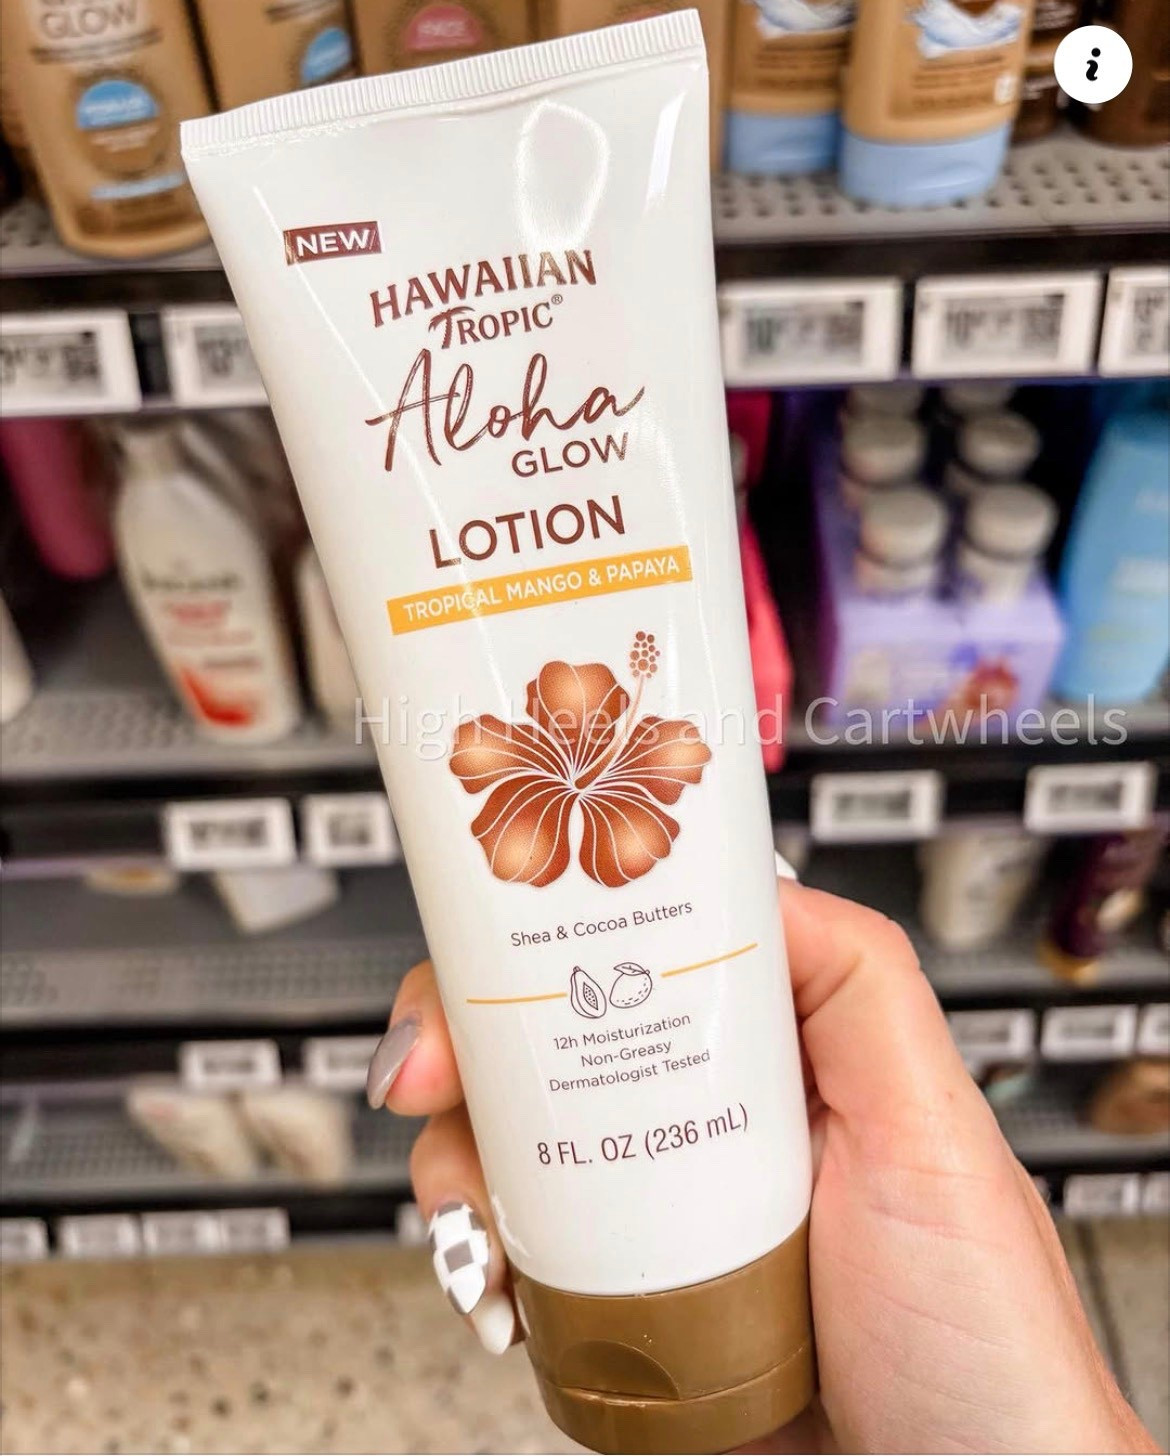 GLOW
NEW
HAWAIIAN
TROPIC®
Aloha
GLOW
LOTION
TROPICAL MANGO & PAPAYA
High Heels and Cartwheels
Shea & Cocoa Butters
12h Moisturization
Non-Greasy
Dermatologist Tested
8 FL. OZ (236 mL)
i